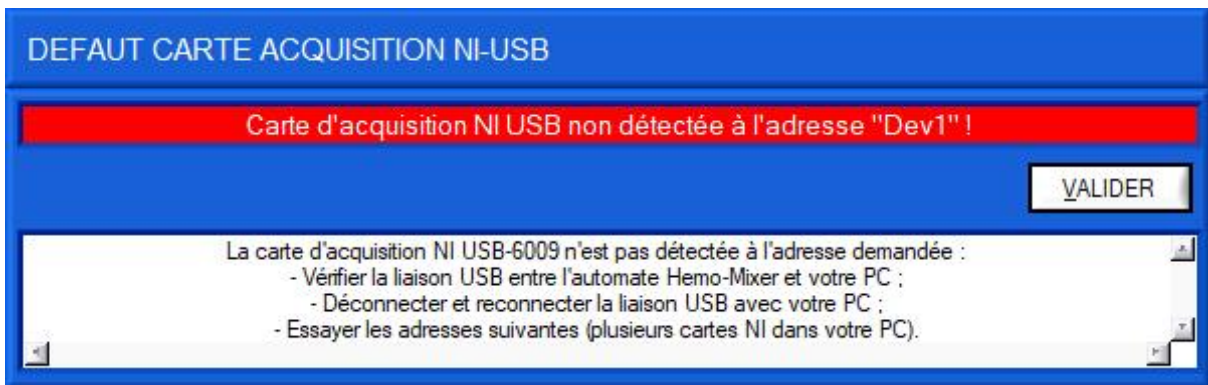 DEFAUT CARTE ACQUISITION NI-USB
Carte d'acquisition NI USB non détectée à l'adresse "Dev1" !
VALIDER
La carte d'acquisition NI USB-6009 n'est pas détectée à l'adresse demandée :
- Vérifier la liaison USB entre l'automate Hemo-Mixer et votre PC ;
- Déconnecter et reconnecter la liaison USB avec votre PC ;
- Essayer les adresses suivantes (plusieurs cartes NI dans votre PC).